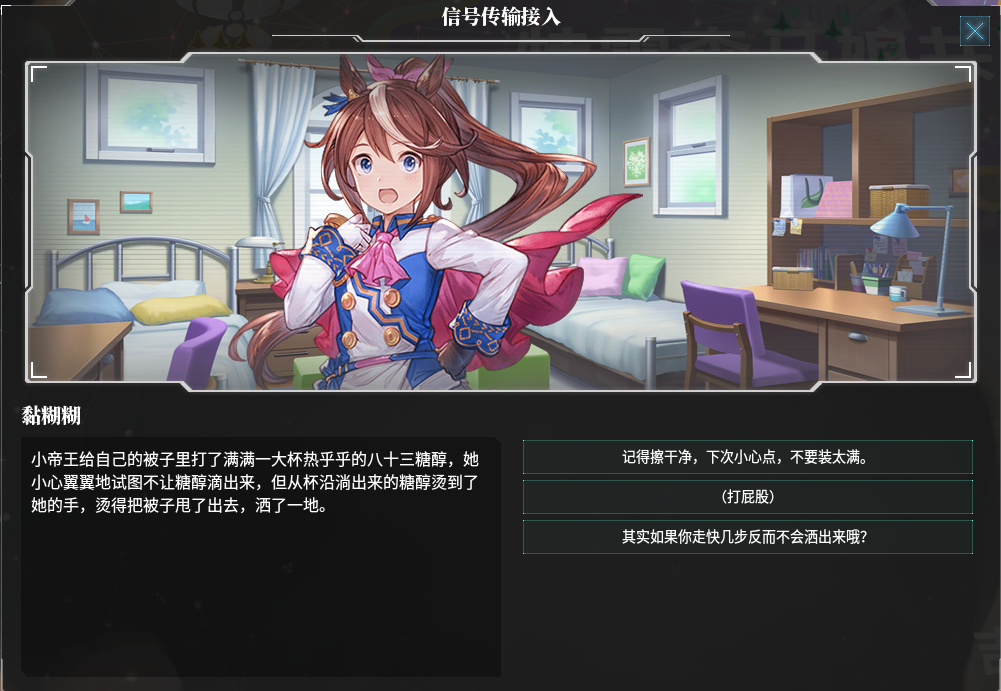 信号传输接入
黏糊糊
小帝王给自己的被子里打了满满一大杯热乎乎的八十三糖醇，她
小心翼翼地试图不让糖醇滴出来，但从杯沿淌出来的糖醇烫到了
她的手，烫得把被子甩了出去，洒了一地。
记得擦干净，下次小心点，不要装太满。
（打屁股）
其实如果你走快几步反而不会洒出来哦？